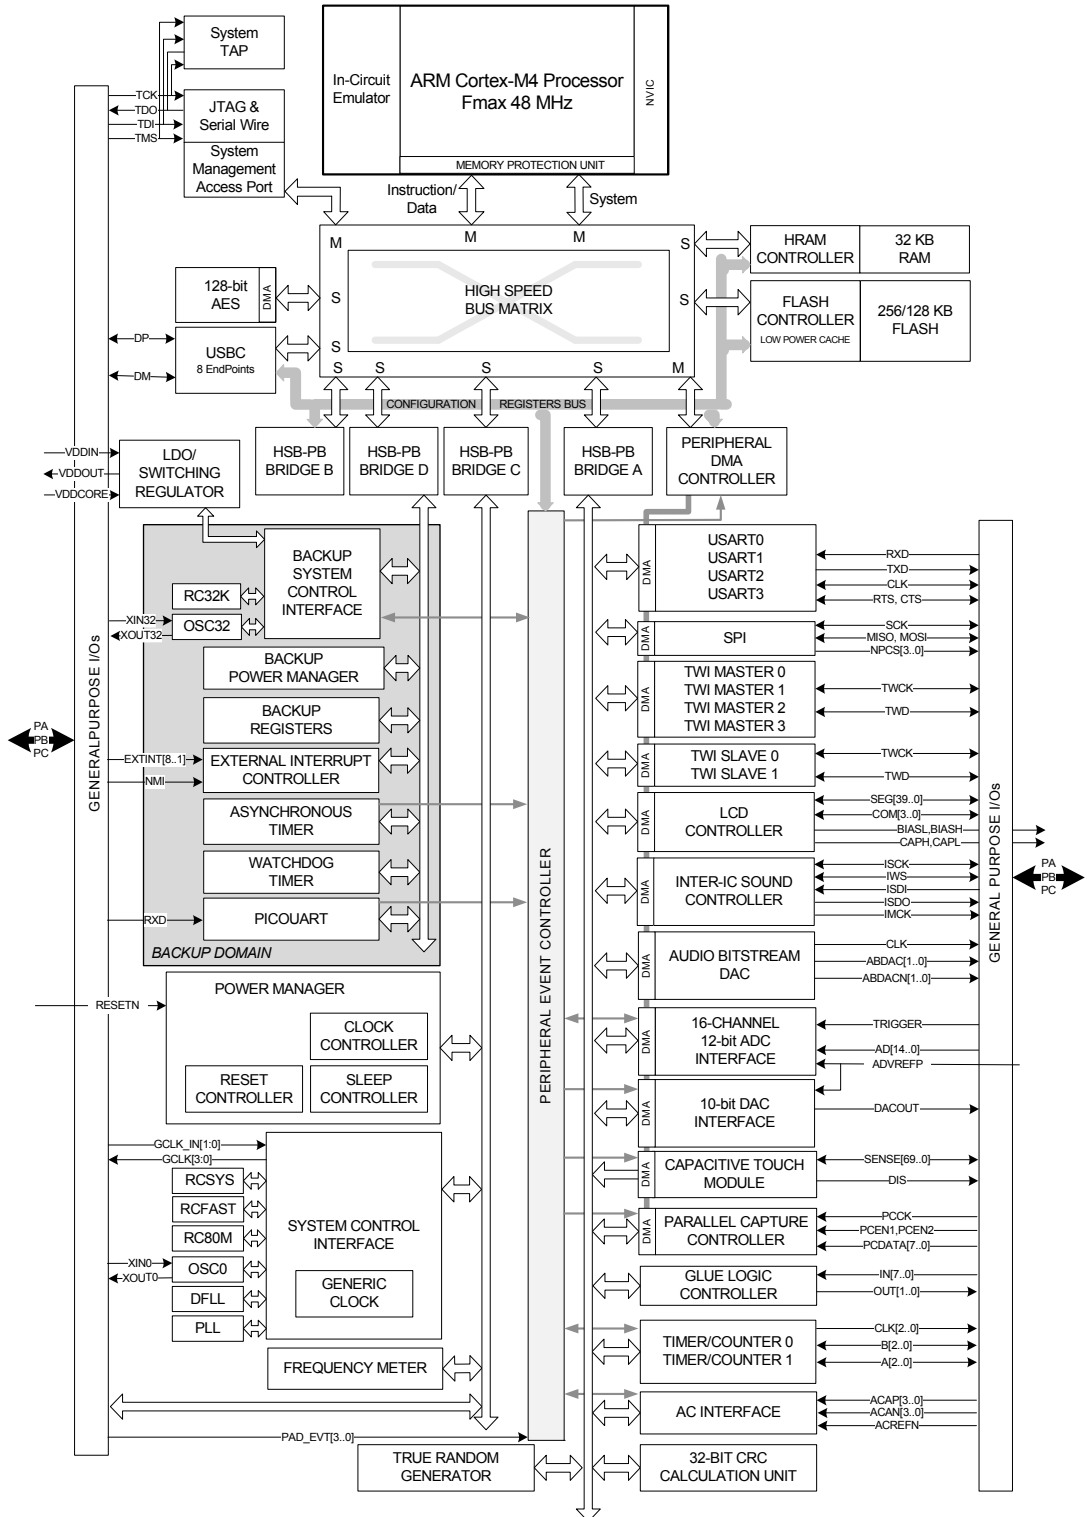 System
TAP
In-Circuit
Emulator
ARM Cortex-M4 Processor
Fmax 48 MHz
NVIC
MEMORY PROTECTION UNIT
TCK
TDO
TDI
TMS
JTAG &
Serial Wire
System
Management
Access Port
Instruction/
Data
System
M
M
M
S
HRAM
CONTROLLER
32 KB
RAM
128-bit
AES
DMA
S
HIGH SPEED
BUS MATRIX
S
FLASH
CONTROLLER
LOW POWER CACHE
256/128 KB
FLASH
DP
DM
USBC
8 EndPoints
S
S
S
S
S
M
CONFIGURATION REGISTERS BUS
HSB-PB
BRIDGE B
HSB-PB
BRIDGE D
HSB-PB
BRIDGE C
HSB-PB
BRIDGE A
PERIPHERAL
DMA
CONTROLLER
VDDIN
VDDOUT
VDDCORE
LDO/
SWITCHING
REGULATOR
GENERALPURPOSE I/Os
PA
PB
PC
BACKUP
SYSTEM
CONTROL
INTERFACE
RC32K
XIN32
XOUT32
OSC32
BACKUP
POWER MANAGER
BACKUP
REGISTERS
EXTINT[8..1]
NMI
EXTERNAL INTERRUPT
CONTROLLER
ASYNCHRONOUS
TIMER
WATCHDOG
TIMER
RXD
PICOUART
BACKUP DOMAIN
RESETN
POWER MANAGER
CLOCK
CONTROLLER
RESET
CONTROLLER
SLEEP
CONTROLLER
GCLK_IN[1:0]
GCLK[3:0]
RCSYS
RCFAST
RC80M
XIN0
XOUT0
OSC0
DFLL
PLL
SYSTEM CONTROL
INTERFACE
GENERIC
CLOCK
FREQUENCY METER
PAD_EVT[3..0]
PERIPHERAL EVENT CONTROLLER
TRUE RANDOM
GENERATOR
DMA
USART0
USART1
USART2
USART3
RXD
TXD
CLK
RTS, CTS
DMA
SPI
SCK
MISO, MOSI
NPCS[3..0]
DMA
TWI MASTER 0
TWI MASTER 1
TWI MASTER 2
TWI MASTER 3
TWCK
TWD
DMA
TWI SLAVE 0
TWI SLAVE 1
TWCK
TWD
DMA
LCD
CONTROLLER
SEG[39..0]
COM[3..0]
BIASL,BIASH
CAPH,CAPL
DMA
INTER-IC SOUND
CONTROLLER
ISCK
IWS
ISDI
ISDO
IMCK
DMA
AUDIO BITSTREAM
DAC
CLK
ABDAC[1..0]
ABDACN[1..0]
DMA
16-CHANNEL
12-bit ADC
INTERFACE
TRIGGER
AD[14..0]
ADVREFP
DMA
10-bit DAC
INTERFACE
DACOUT
DMA
CAPACITIVE TOUCH
MODULE
SENSE[69..0]
DIS
DMA
PARALLEL CAPTURE
CONTROLLER
PCCK
PCEN1,PCEN2
PCDATA[7..0]
GLUE LOGIC
CONTROLLER
IN[7..0]
OUT[1..0]
TIMER/COUNTER 0
TIMER/COUNTER 1
CLK[2..0]
B[2..0]
A[2..0]
AC INTERFACE
ACAP[3..0]
ACAN[3..0]
ACREFN
32-BIT CRC
CALCULATION UNIT
GENERAL PURPOSE I/Os
PA
PB
PC